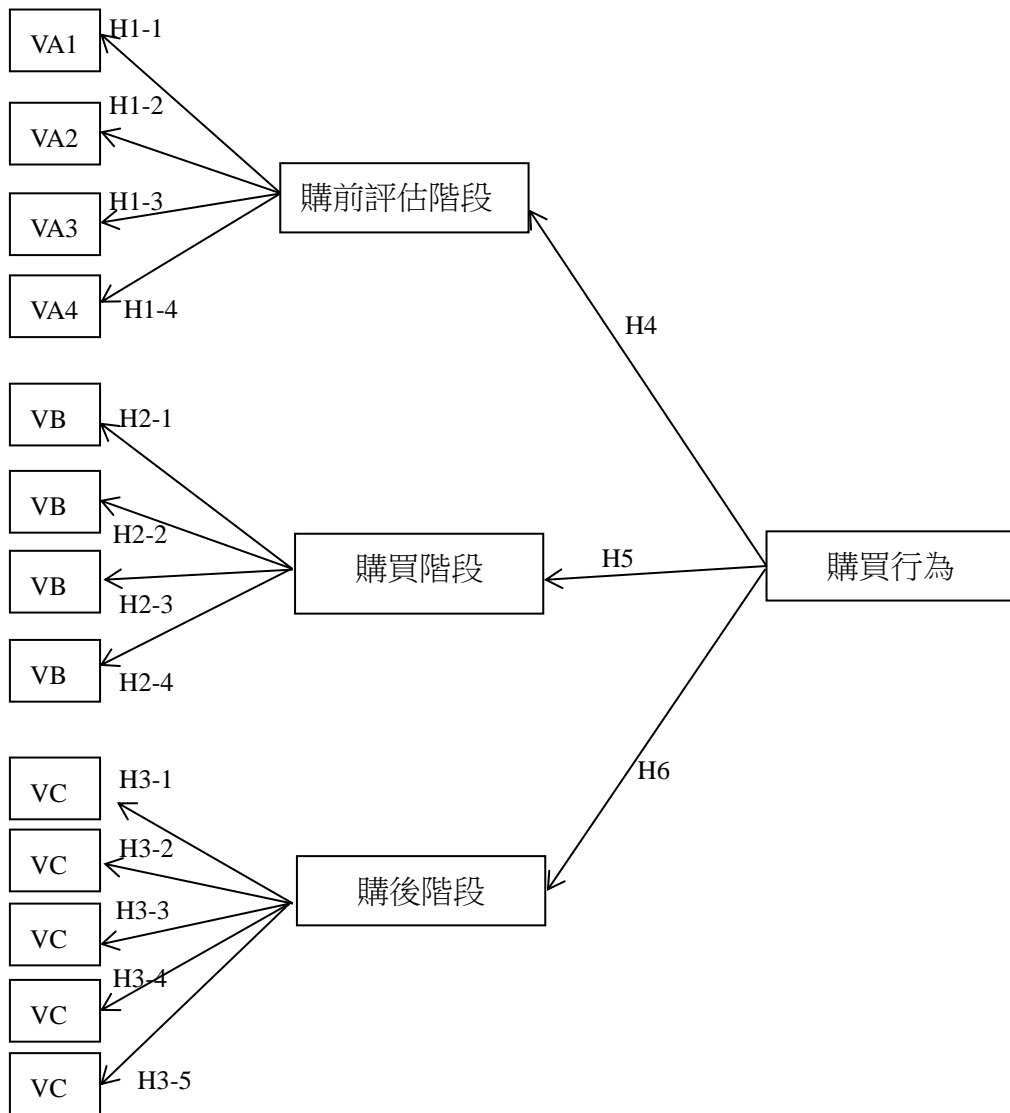 VA1
H1-1
H1-2
VA2
H1-3
VA3
VA4
H1-4
購前評估階段
H4
VB
H2-1
VB
H2-2
VB
H2-3
VB
H2-4
購買階段
H5
購買行為
H6
VC
H3-1
VC
H3-2
VC
H3-3
VC
H3-4
VC
H3-5
購後階段